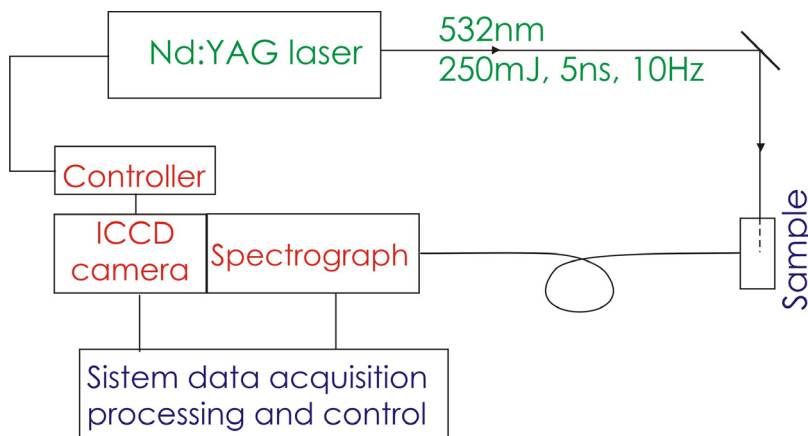 Nd:YAG laser
532nm
250mJ, 5ns, 10Hz
Controller
ICCD
camera
Spectrograph
Sample
Sistem data acquisition
processing and control